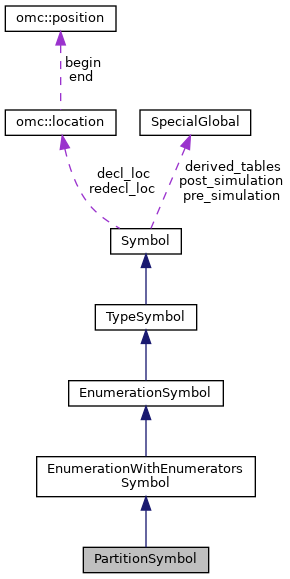 omc::position
begin
end
omc::location
SpecialGlobal
decl_loc
redecl_loc
derived_tables
post_simulation
pre_simulation
Symbol
TypeSymbol
EnumerationSymbol
EnumerationWithEnumerators
Symbol
PartitionSymbol